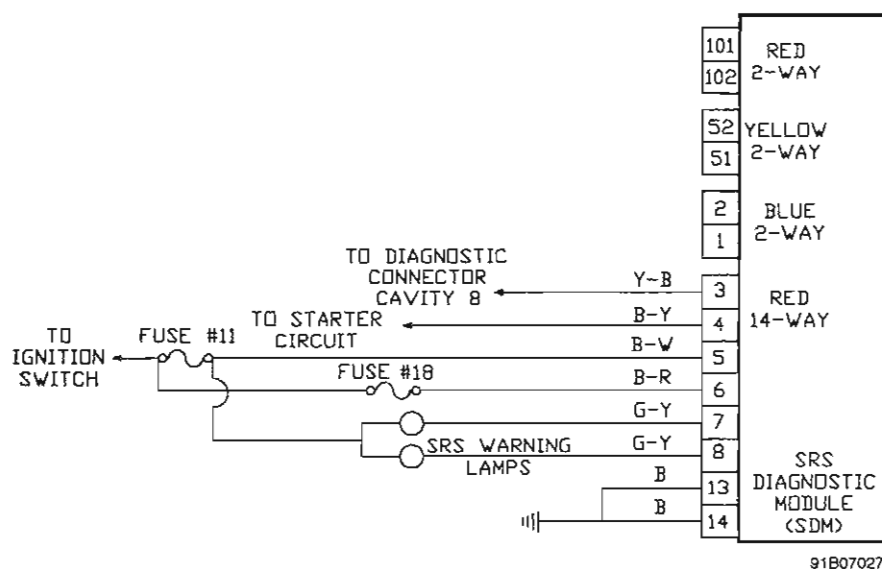 101
102
RED
2-WAY
52
51
YELLOW
2-WAY
2
1
BLUE
2-WAY
TO DIAGNOSTIC
CONNECTOR
CAVITY 8
Y-B
3
RED
14-WAY
TO STARTER
CIRCUIT
B-Y
4
TO
IGNITION
SWITCH
FUSE #11
B-W
5
FUSE #18
B-R
6
G-Y
7
SRS WARNING
LAMPS
G-Y
8
B
13
B
14
SRS
DIAGNOSTIC
MODULE
(SDM)
91B07027